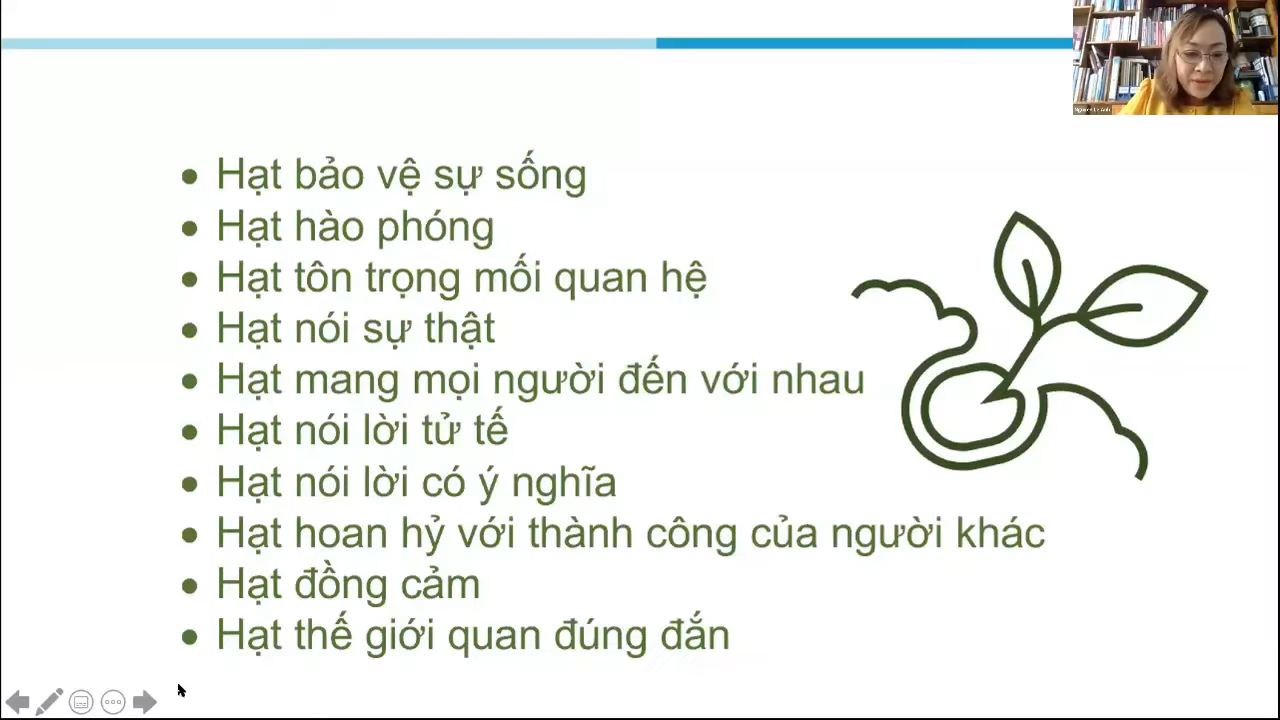 • Hạt bảo vệ sự sống
• Hạt hào phóng
• Hạt tôn trọng mối quan hệ
• Hạt nói sự thật
• Hạt mang mọi người đến với nhau
• Hạt nói lời tử tế
• Hạt nói lời có ý nghĩa
• Hạt hoan hỷ với thành công của người khác
• Hạt đồng cảm
• Hạt thế giới quan đúng đắn